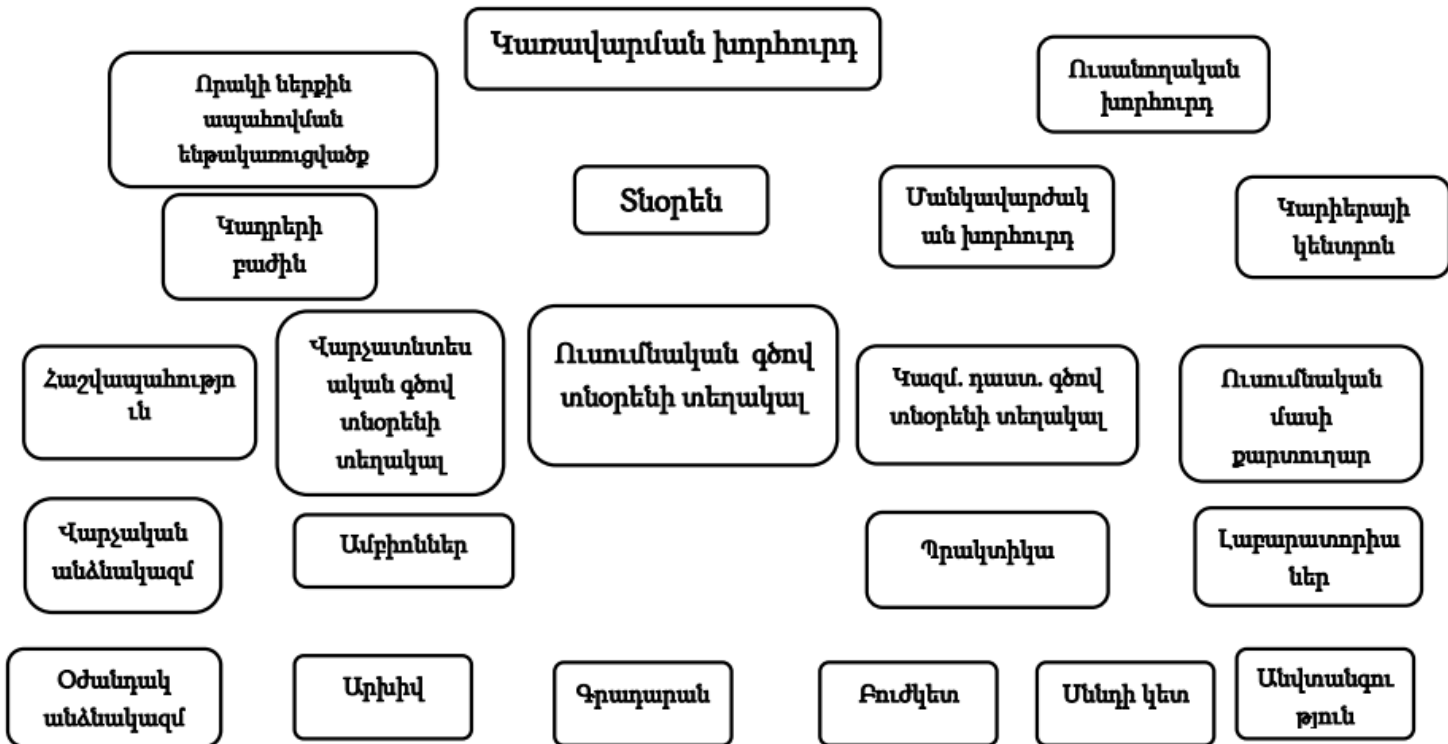 Կառավարման խորհուրդ
Որակի ներքին
ապահովման
ենթակառուցվածք
Ուսանողական
խորհուրդ
Տնօրեն
Մանկավարժակ
ան խորհուրդ
Կարիերայի
կենտրոն
Կադրերի
բաժին
Հաշվապահությո
ւն
Վարչատնտես
ական գծով
տնօրենի
տեղակալ
Ուսումնական գծով
տնօրենի տեղակալ
Կազմ. դաստ. գծով
տնօրենի տեղակալ
Ուսումնական
մասի
քարտուղար
Վարչական
անձնակազմ
Ամբիոններ
Պրակտիկա
Լաբարատորիա
ներ
Օժանդակ
անձնակազմ
Արխիվ
Գրադարան
Բուժկետ
Սննդի կետ
Անվտանգու
թյուն